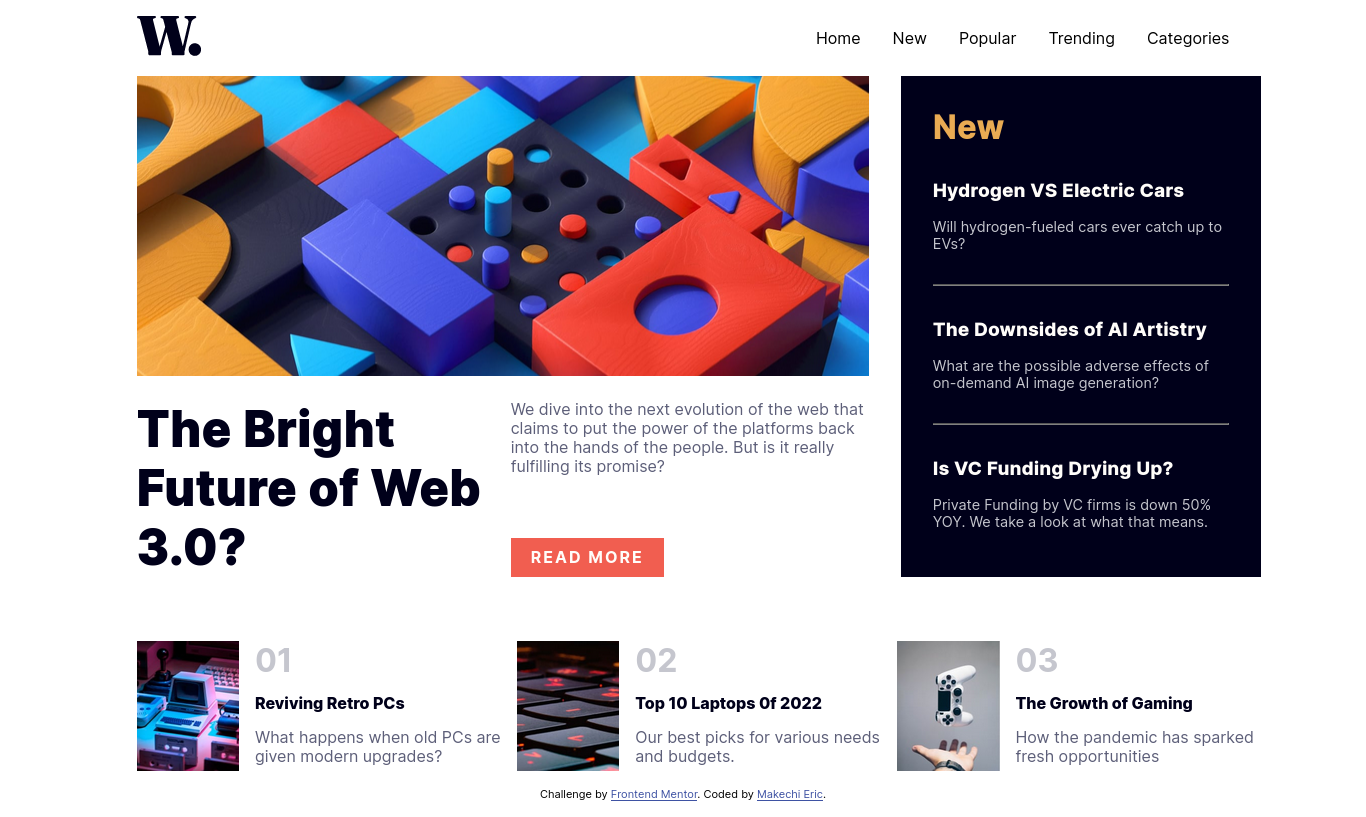 W.
Home New Popular Trending Categories
The Bright
Future of Web
3.0?
We dive into the next evolution of the web that
claims to put the power of the platforms back
into the hands of the people. But is it really
fulfilling its promise?
READ MORE
New
Hydrogen VS Electric Cars
Will hydrogen-fueled cars ever catch up to
EVs?
The Downsides of AI Artistry
What are the possible adverse effects of
on-demand AI image generation?
Is VC Funding Drying Up?
Private Funding by VC firms is down 50%
YOY. We take a look at what that means.
01
Reviving Retro PCs
What happens when old PCs are
given modern upgrades?
02
Top 10 Laptops Of 2022
Our best picks for various needs
and budgets.
03
The Growth of Gaming
How the pandemic has sparked
fresh opportunities
Challenge by Frontend Mentor. Coded by Makechi Eric.